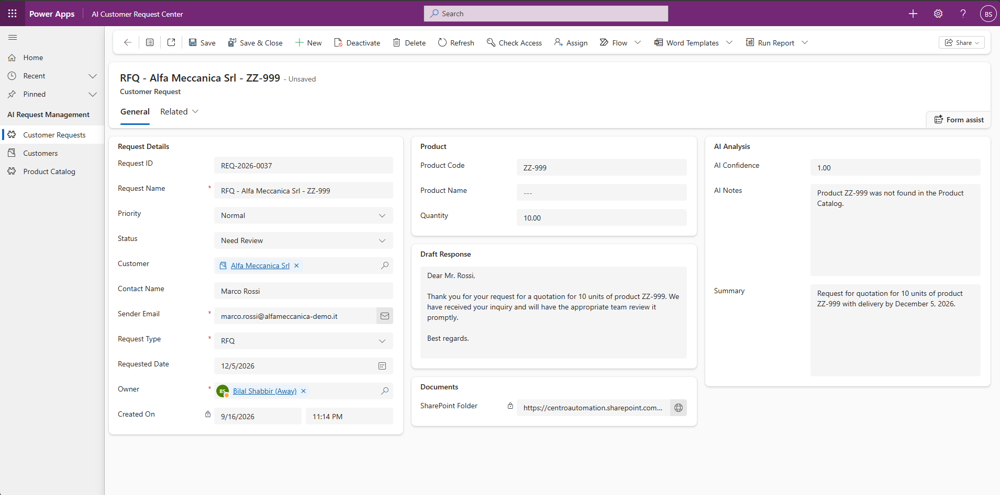 Power Apps
AI Customer Request Center
Search
BS
Save
Save & Close
New
Deactivate
Delete
Refresh
Check Access
Assign
Flow
Word Templates
Run Report
Share
Home
Recent
Pinned
AI Request Management
Customer Requests
Customers
Product Catalog
RFQ - Alfa Meccanica Srl - ZZ-999 - Unsaved
Customer Request
General
Related
Form assist
Request Details
Request ID
REQ-2026-0037
Request Name *
RFQ - Alfa Meccanica Srl - ZZ-999
Priority
Normal
Status
Need Review
Customer
Alfa Meccanica Srl
Contact Name
Marco Rossi
Sender Email *
marco.rossi@alfameccanica-demo.it
Request Type *
RFQ
Requested Date
12/5/2026
Owner *
BS
Bilal Shabbir (Away)
Created On
9/16/2026
11:14 PM
Product
Product Code
ZZ-999
Product Name
---
Quantity
10.00
Draft Response
Dear Mr. Rossi,
Thank you for your request for a quotation for 10 units of product ZZ-999. We
have received your inquiry and will have the appropriate team review it
promptly.
Best regards.
Documents
SharePoint Folder
https://centroautomation.sharepoint.com...
AI Analysis
AI Confidence
1.00
AI Notes
Product ZZ-999 was not found in the Product
Catalog.
Summary
Request for quotation for 10 units of product
ZZ-999 with delivery by December 5, 2026.